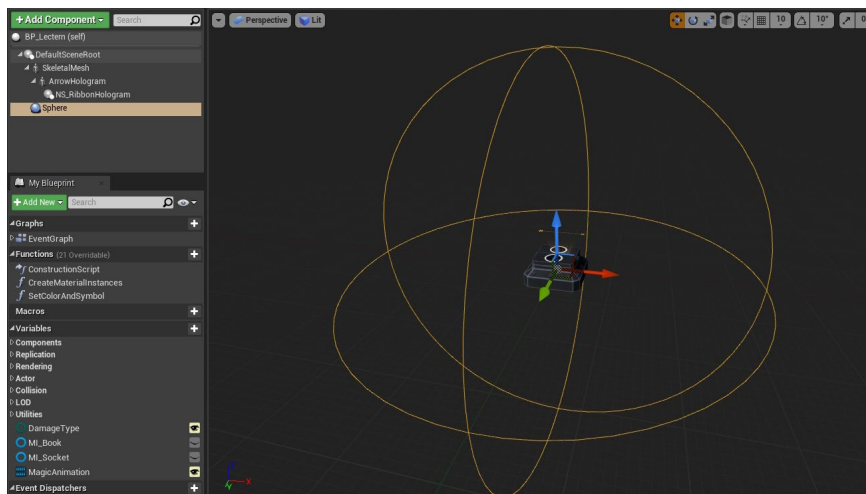 +Add Component
Search
BP_Lectern (self)
DefaultSceneRoot
SkeletalMesh
ArrowHologram
NS_RibbonHologram
Sphere
My Blueprint
+Add New
Search
Graphs
EventGraph
Functions (21 Overridable)
ConstructionScript
CreateMaterialInstances
SetColorAndSymbol
Macros
Variables
Components
Replication
Rendering
Actor
Collision
LOD
Utilities
DamageType
MI_Book
MI_Socket
MagicAnimation
Event Dispatchers
Perspective
Lit
10
10°
0
X